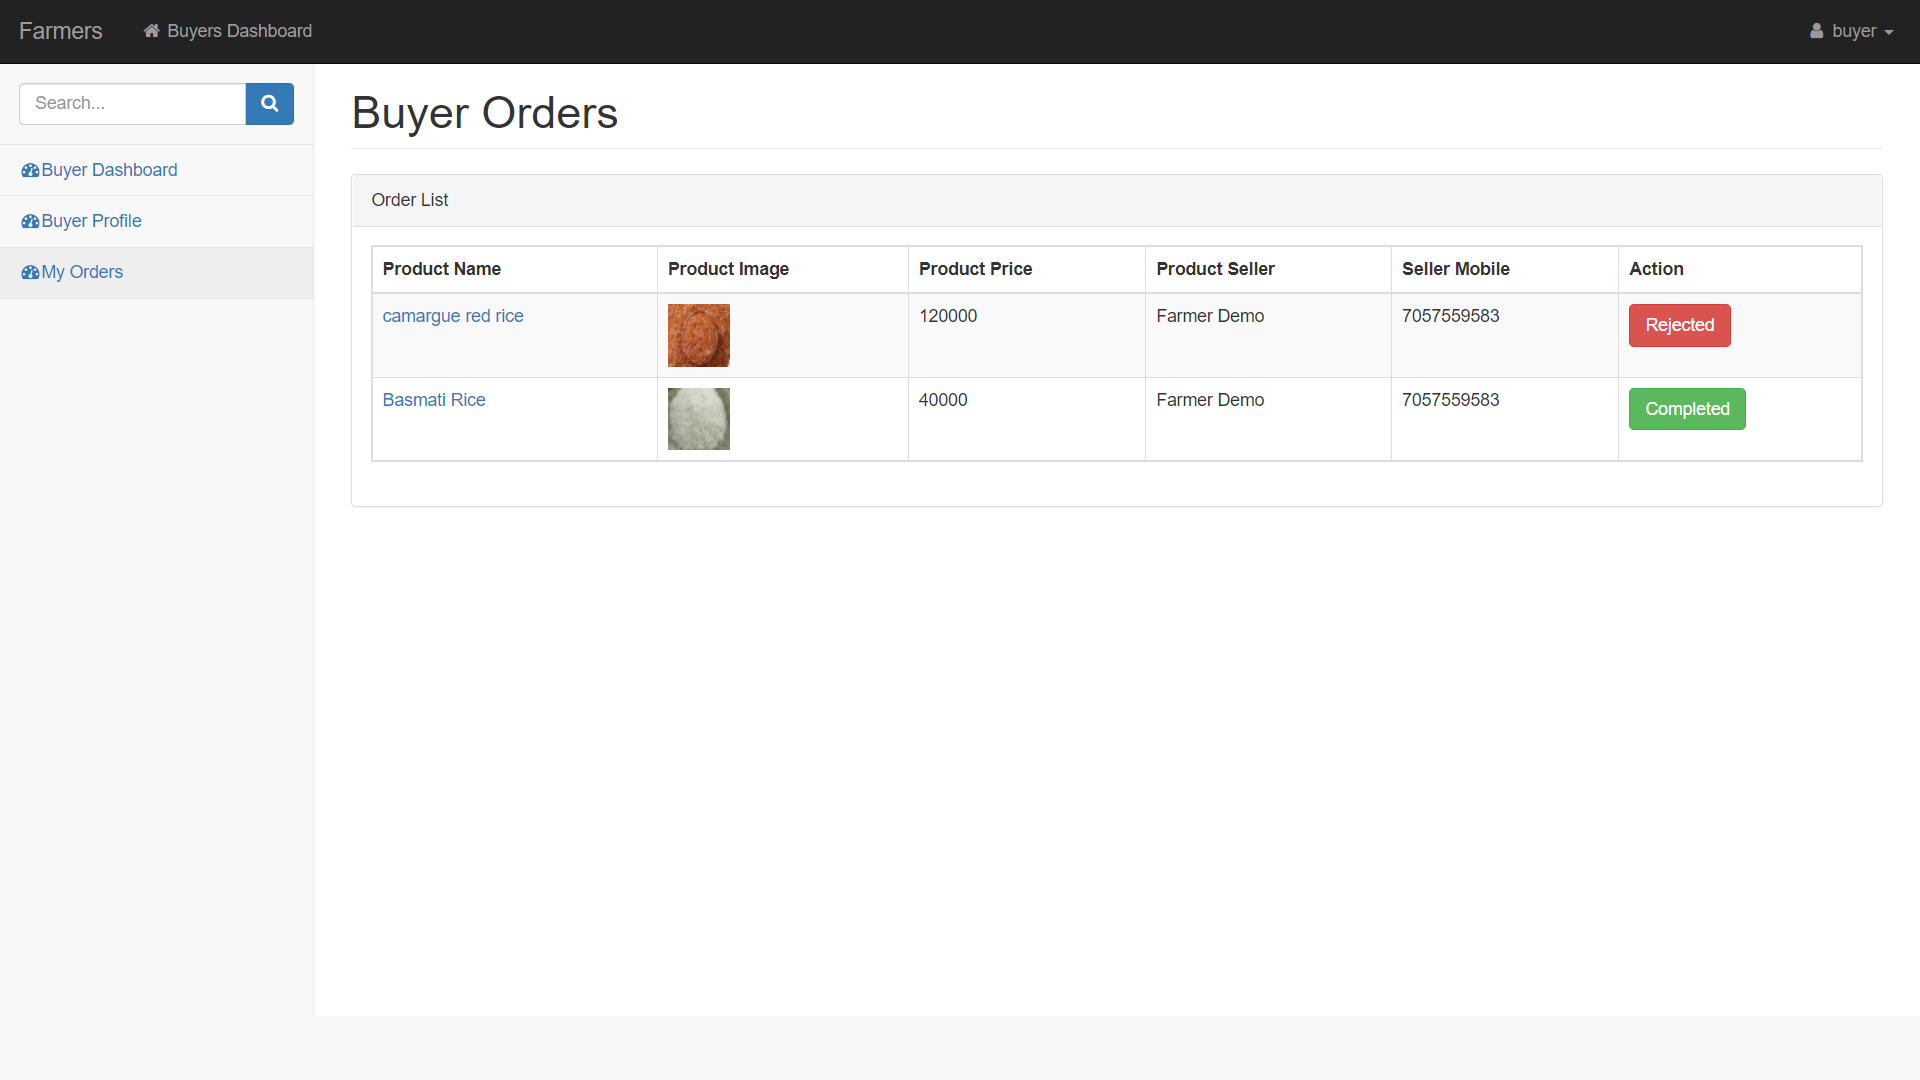 Farmers Buyers Dashboard buyer
Search...
Buyer Dashboard
Buyer Profile
My Orders
Buyer Orders
Order List
Product Name Product Image Product Price Product Seller Seller Mobile Action
camargue red rice 120000 Farmer Demo 7057559583 Rejected
Basmati Rice 40000 Farmer Demo 7057559583 Completed